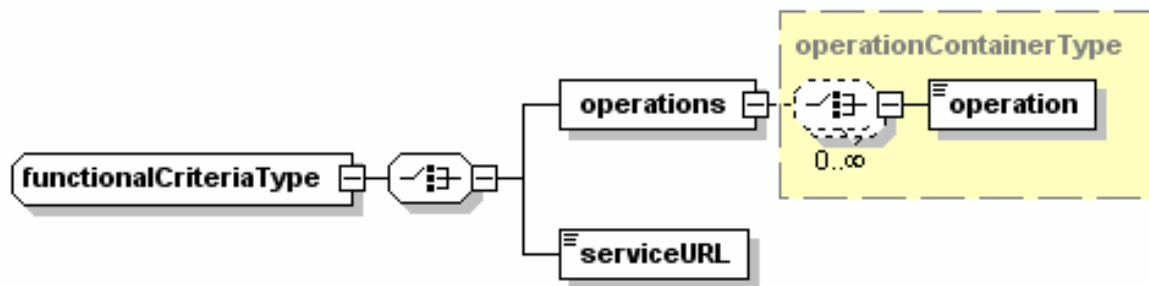 operationContainerType
operations
operation
0..∞
functionalCriteriaType
serviceURL